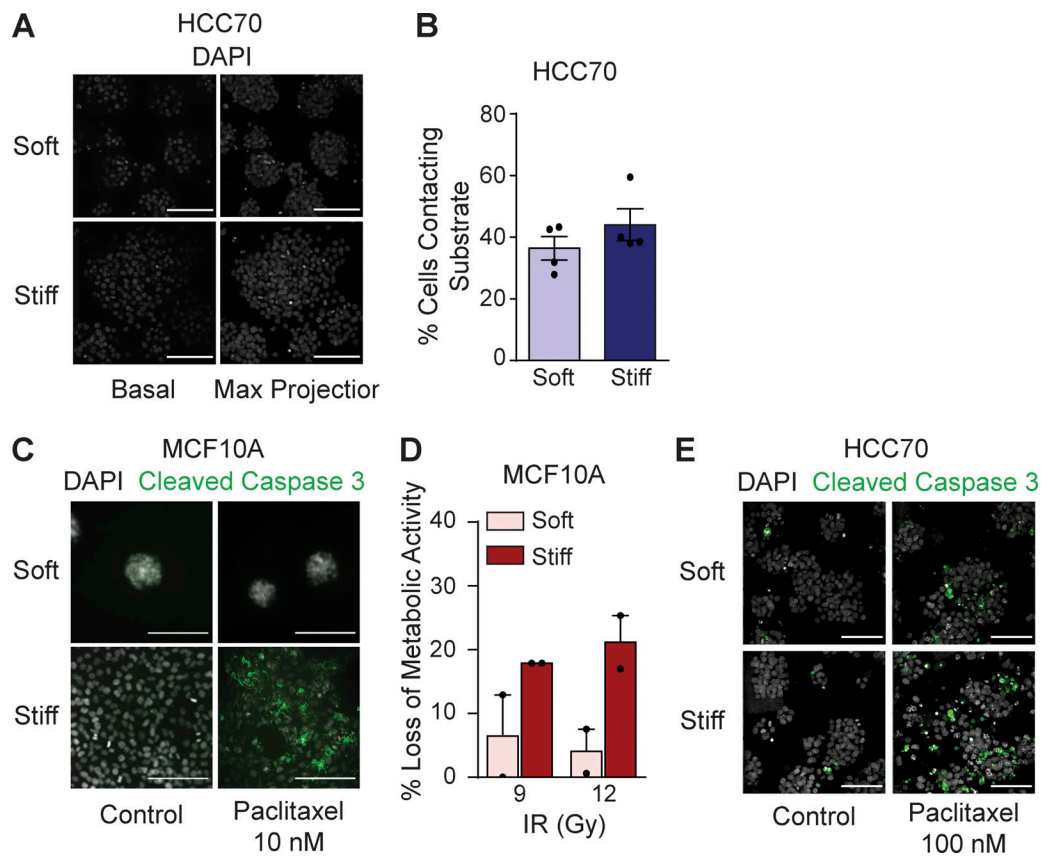 A
HCC70
DAPI
Soft
Stiff
Basal
Max Projectior
B
HCC70
% Cells Contacting
Substrate
80
60
40
20
0
Soft
Stiff
C
MCF10A
DAPI Cleaved Caspase 3
Soft
Stiff
Control
Paclitaxel
10 nM
D
MCF10A
% Loss of Metabolic Activity
40
30
20
10
0
Soft
Stiff
9
12
IR (Gy)
E
HCC70
DAPI Cleaved Caspase 3
Soft
Stiff
Control
Paclitaxel
100 nM